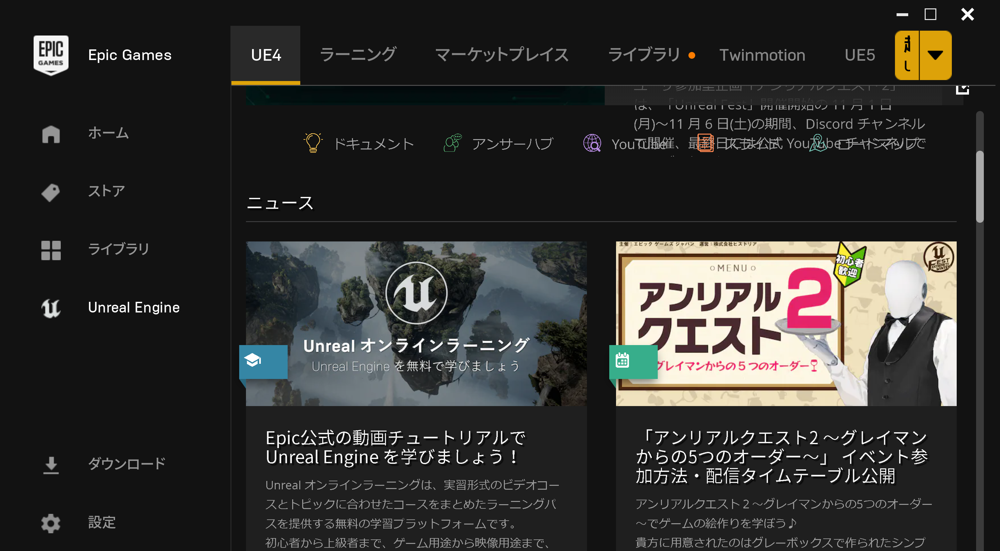 EPIC
GAMES
Epic Games
UE4
ラーニング
マーケットプレイス
ライブラリ
Twinmotion
UE5
ホーム
ストア
ライブラリ
Unreal Engine
ダウンロード
設定
は、「Unreal Fest」開催開始の 11 月 1 日
(月)～11 月 6 日(土)の期間、Discord チャンネル
で開催、最終日には公式 YouTube チャンネルで
ドキュメント
アンサーハブ
YouTube
ロードマップ
ニュース
Unreal オンラインラーニング
Unreal Engine を無料で学びましょう
Epic公式の動画チュートリアルで
Unreal Engine を学びましょう！
Unreal オンラインラーニングは、実習形式のビデオコー
スとトピックに合わせたコースをまとめたラーニングパ
スを提供する無料の学習プラットフォームです。
初心者から上級者まで、ゲーム用途から映像用途まで、
主催：エピック ゲームズ ジャパン 運営：株式会社ヒストリア
MENU
初心者
歓迎
FEST
EXTREME21
WINTER
アンリアル
クエスト2
グレイマンからの５つのオーダー
「アンリアルクエスト2 ～グレイマン
からの5つのオーダー～」 イベント参
加方法・配信タイムテーブル公開
アンリアルクエスト２～グレイマンからの5つのオーダー
～でゲームの絵作りを学ぼう♪
貴方に用意されたのはグレーボックスで作られたシンプ